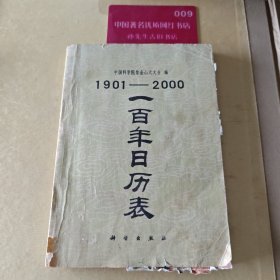 009
中国著名优质网红书店
孙先生古旧书店
中国科学院紫金山天文台 编
1901—2000
一百年日历表
科学出版社